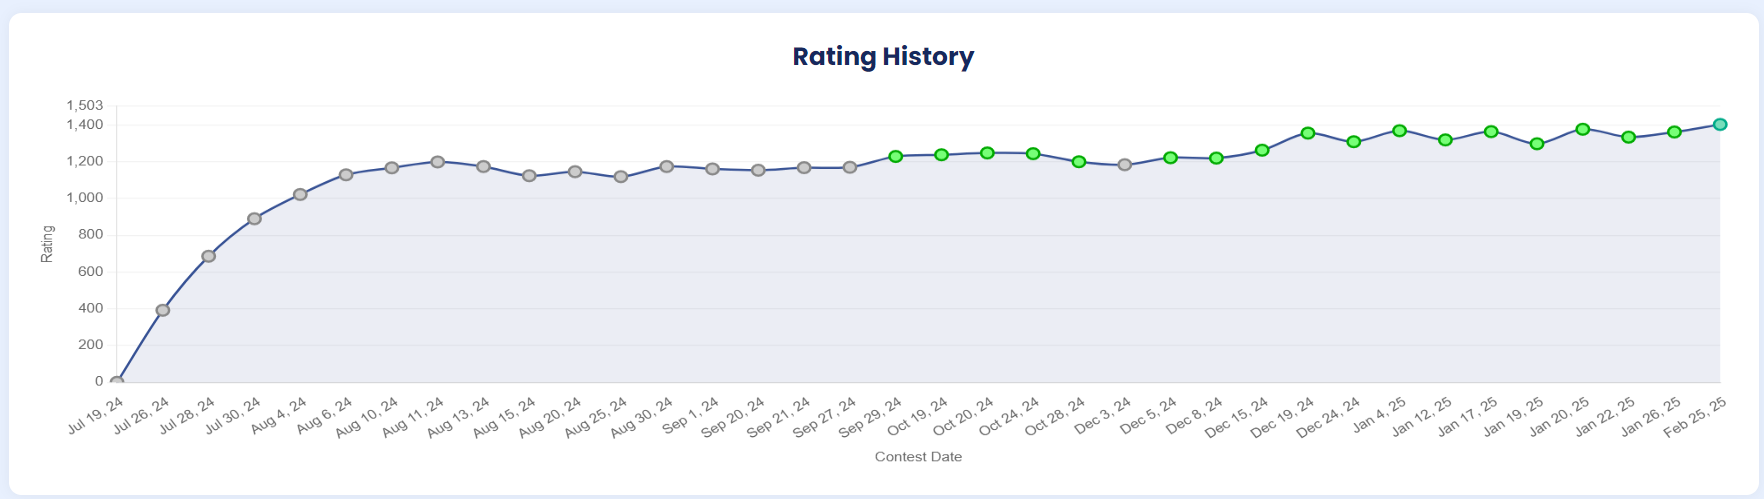 Rating History
1,503
1,400
1,200
1,000
800
600
400
200
0
Rating
Jul 19, 24
Jul 26, 24
Jul 28, 24
Jul 30, 24
Aug 4, 24
Aug 6, 24
Aug 10, 24
Aug 11, 24
Aug 13, 24
Aug 15, 24
Aug 20, 24
Aug 25, 24
Aug 30, 24
Sep 1, 24
Sep 20, 24
Sep 21, 24
Sep 27, 24
Sep 29, 24
Oct 19, 24
Oct 20, 24
Oct 24, 24
Oct 28, 24
Dec 3, 24
Dec 5, 24
Dec 8, 24
Dec 15, 24
Dec 19, 24
Dec 24, 24
Jan 4, 25
Jan 12, 25
Jan 17, 25
Jan 19, 25
Jan 20, 25
Jan 22, 25
Jan 26, 25
Feb 25, 25
Contest Date